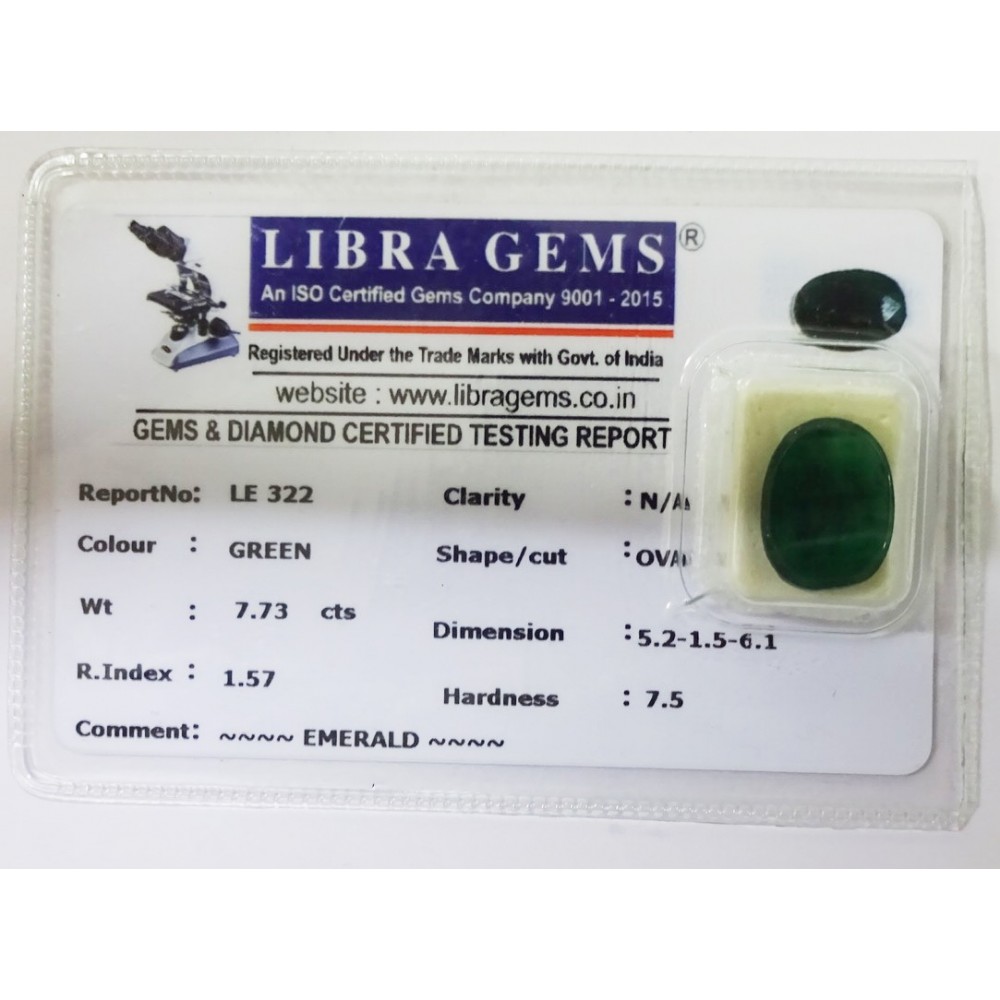 LIBRA GEMS ®
An ISO Certified Gems Company 9001 - 2015
Registered Under the Trade Marks with Govt. of India
website : www.libragems.co.in
GEMS & DIAMOND CERTIFIED TESTING REPORT
ReportNo: LE 322
Colour : GREEN
Wt : 7.73 cts
R.Index : 1.57
Comment: ~~~~ EMERALD ~~~~
Clarity : N/A
Shape/cut :
Dimension : 5.2-1.5-6.1
Hardness : 7.5